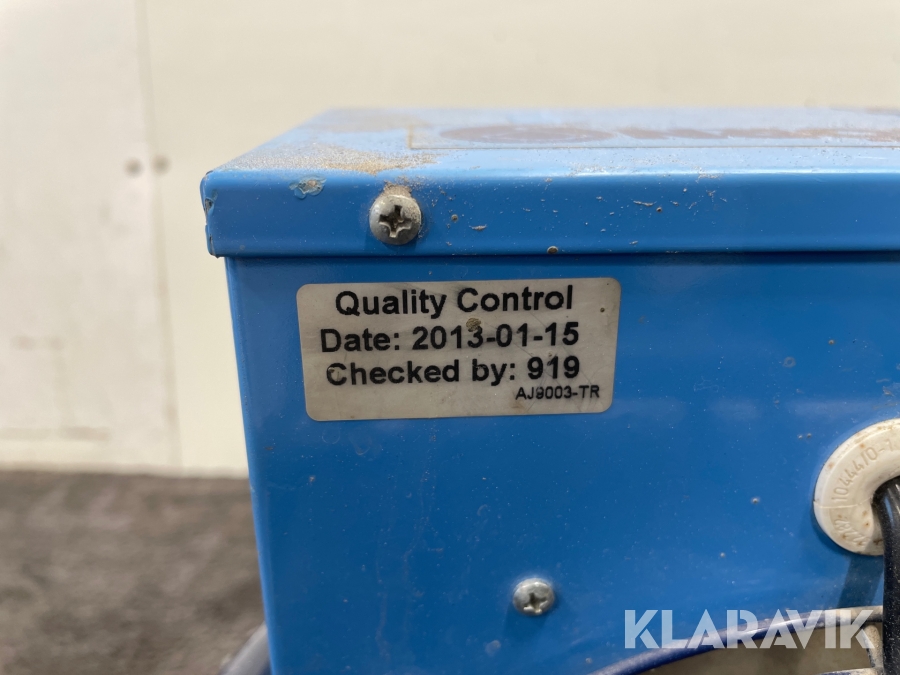 Quality Control
Date: 2013-01-15
Checked by: 919
AJ9003-TR
KLARAVIK